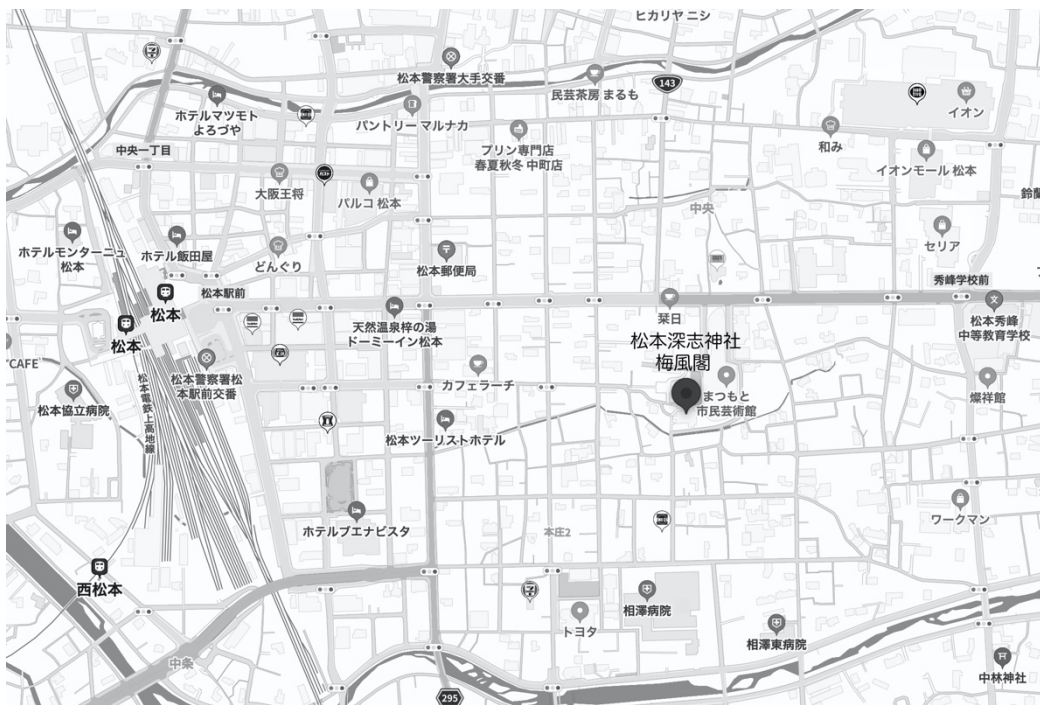 ヒカリヤ ニシ
松本警察署大手交番
民芸茶房 まるも
143
イオン
ホテルマツモト
よろづや
パントリー マルナカ
プリン専門店
春夏秋冬 中町店
和み
中央一丁目
イオンモール 松本
大阪王将
パルコ 松本
鈴蘭
中央
ホテルモンターニュ
松本
ホテル飯田屋
どんぐり
松本郵便局
セリア
秀峰学校前
松本駅前
松本
松本
天然温泉梓の湯
ドーミーイン松本
栞日
松本秀峰
中等教育学校
松本深志神社
梅風閣
CAFE
松本警察署松
本駅前交番
カフェラーチ
まつもと
市民芸術館
燦祥館
松本協立病院
松本電鉄上高地線
松本ツーリストホテル
ワークマン
ホテルブエナビスタ
本庄2
西松本
相澤病院
トヨタ
相澤東病院
中条
中林神社
295